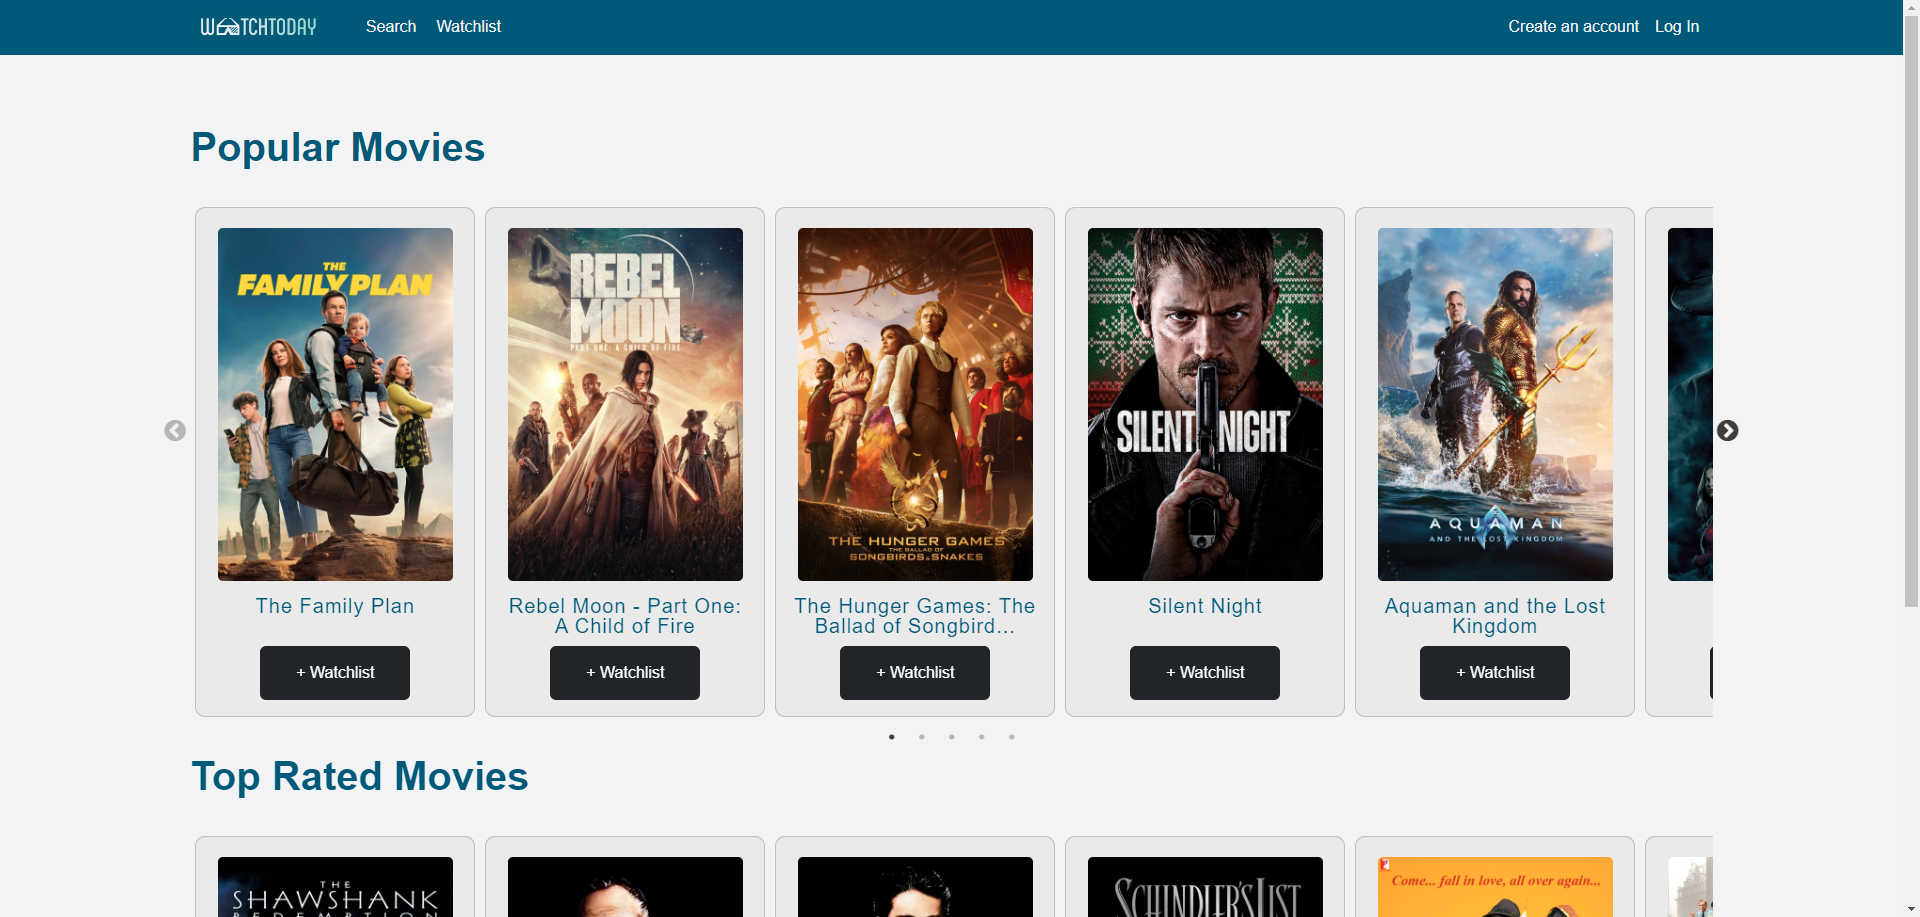 WATCHTODAY
Search
Watchlist
Create an account
Log In
Popular Movies
THE
FAMILY PLAN
REBEL
MOON
PART ONE: A CHILD OF FIRE
THE HUNGER GAMES
THE BALLAD OF
SONGBIRDS & SNAKES
SILENT NIGHT
AQUAMAN
AND THE LOST KINGDOM
The Family Plan
Rebel Moon - Part One:
A Child of Fire
The Hunger Games: The
Ballad of Songbird...
Silent Night
Aquaman and the Lost
Kingdom
+ Watchlist
+ Watchlist
+ Watchlist
+ Watchlist
+ Watchlist
Top Rated Movies
THE
SHAWSHANK
REDEMPTION
SCHINDLER'S LIST
Come... fall in love, all over again...